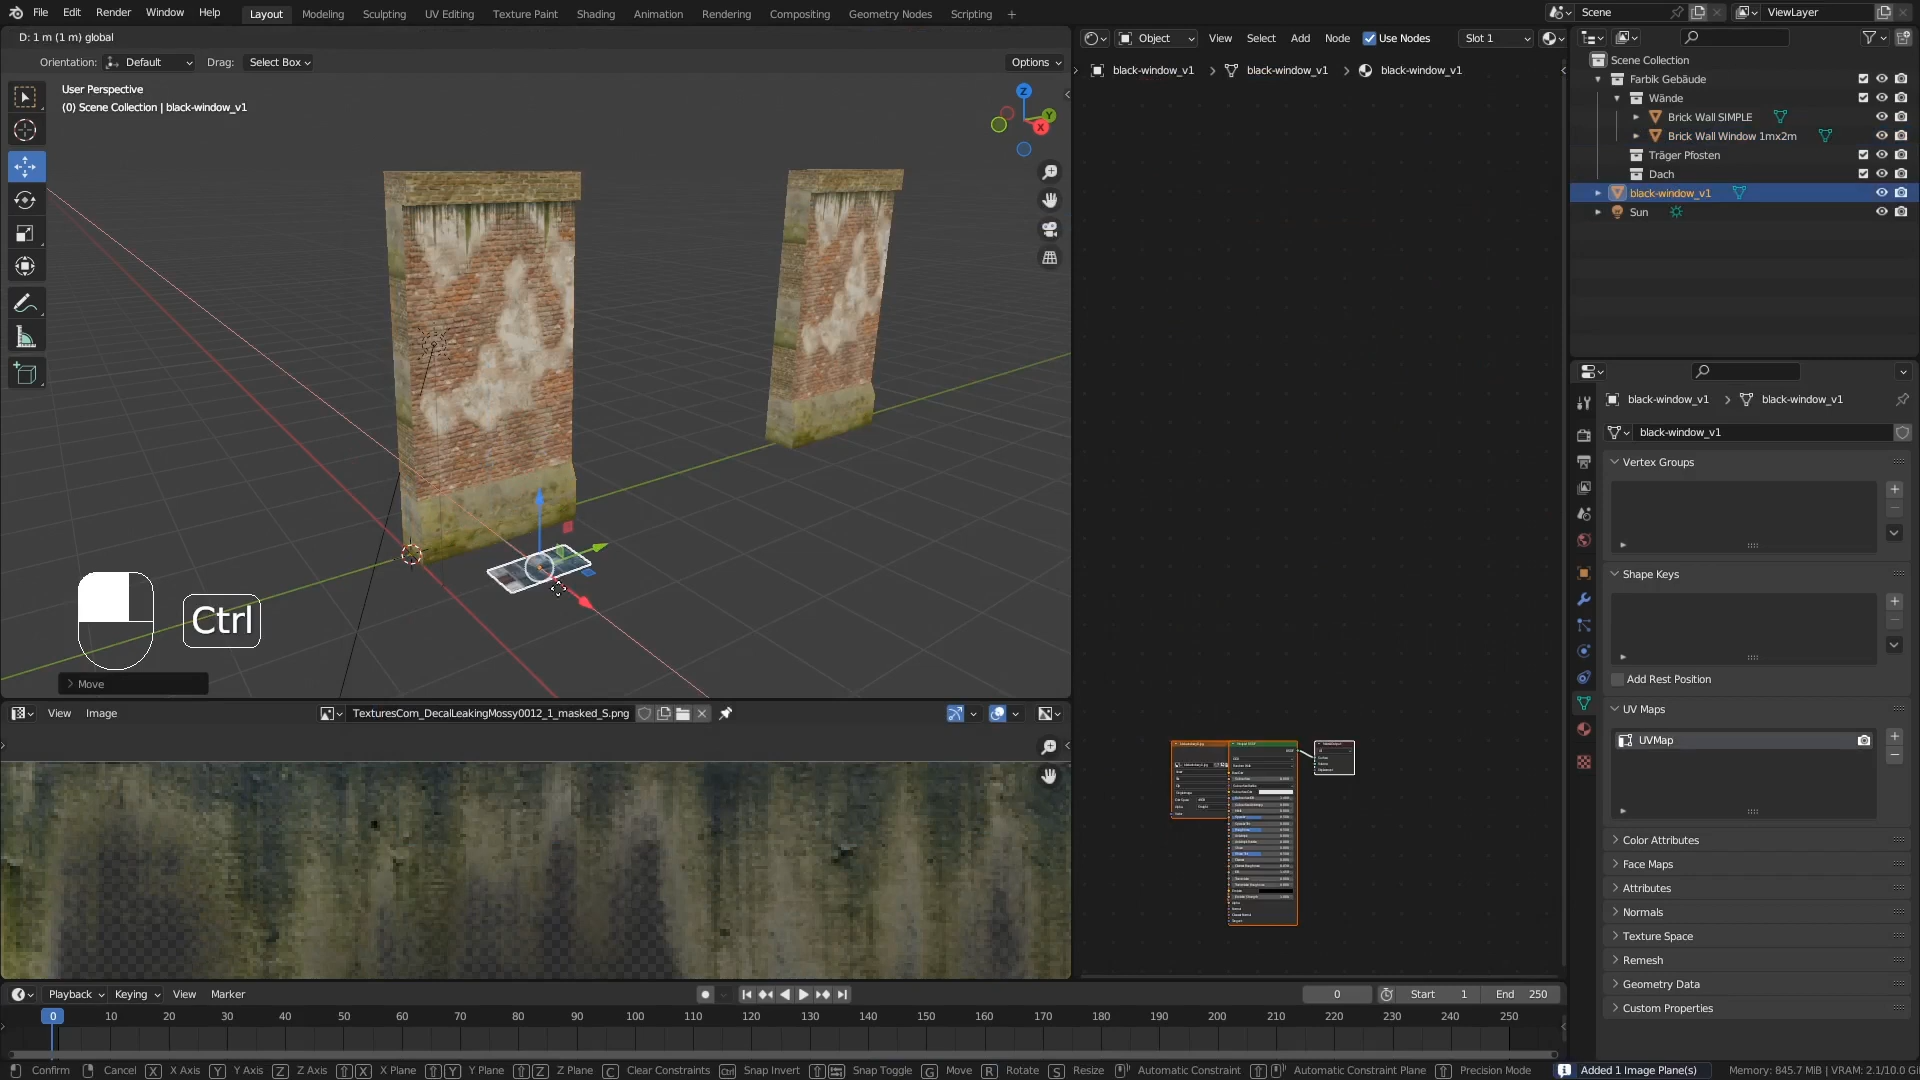 File Edit Render Window Help Layout Modeling Sculpting UV Editing Texture Paint Shading Animation Rendering Compositing Geometry Nodes Scripting + Scene ViewLayer
D: 1 m (1 m) global
Object View Select Add Node Use Nodes Slot 1
Orientation: Default Drag: Select Box Options
black-window_v1 > black-window_v1 > black-window_v1
User Perspective
(0) Scene Collection | black-window_v1
Z
Y
X
Scene Collection
Farbik Gebäude
Wände
Brick Wall SIMPLE
Brick Wall Window 1mx2m
Träger Pfosten
Dach
black-window_v1
Sun
black-window_v1 > black-window_v1
black-window_v1
Vertex Groups
Shape Keys
Add Rest Position
UV Maps
UVMap
Color Attributes
Face Maps
Attributes
Normals
Texture Space
Remesh
Geometry Data
Custom Properties
Ctrl
> Move
View Image TexturesCom_DecalLeakingMossy0012_1_masked_S.png
Playback Keying View Marker 0 Start 1 End 250
0 10 20 30 40 50 60 70 80 90 100 110 120 130 140 150 160 170 180 190 200 210 220 230 240 250
Confirm Cancel X X Axis Y Y Axis Z Z Axis X X Plane Y Y Plane Z Z Plane C Clear Constraints Ctrl Snap Invert Snap Toggle G Move R Rotate S Resize Automatic Constraint Automatic Constraint Plane Precision Mode Added 1 Image Plane(s) Memory: 845.7 MiB | VRAM: 2.1/10.0 Gi